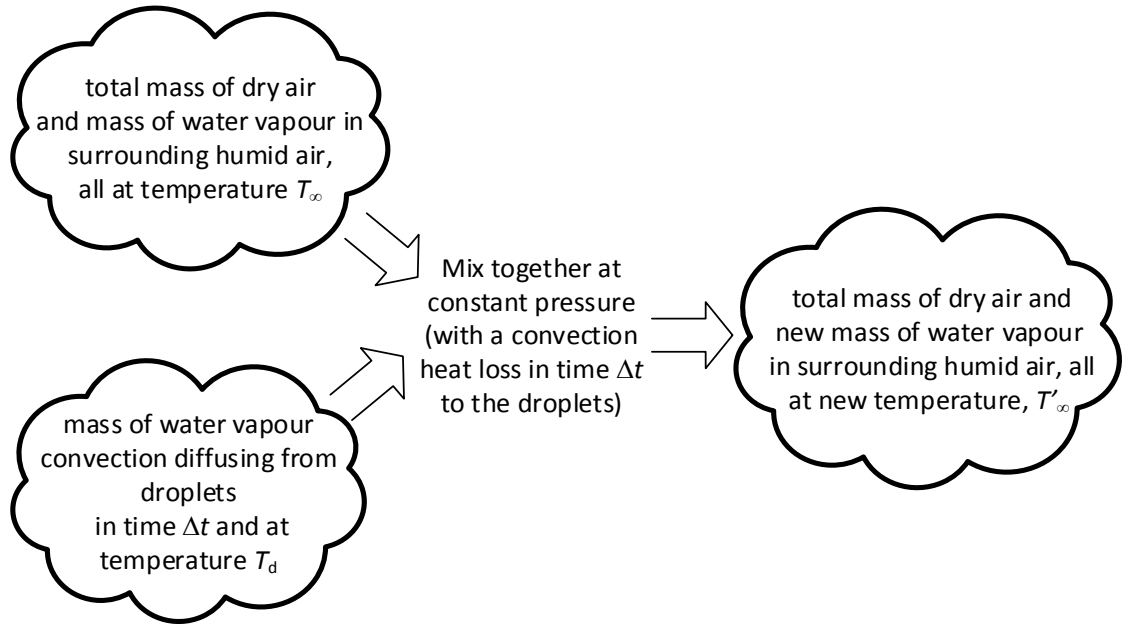 total mass of dry air
and mass of water vapour in
surrounding humid air,
all at temperature T∞
Mix together at
constant pressure
(with a convection
heat loss in time Δt
to the droplets)
mass of water vapour
convection diffusing from
droplets
in time Δt and at
temperature Td
total mass of dry air and
new mass of water vapour
in surrounding humid air, all
at new temperature, T′∞